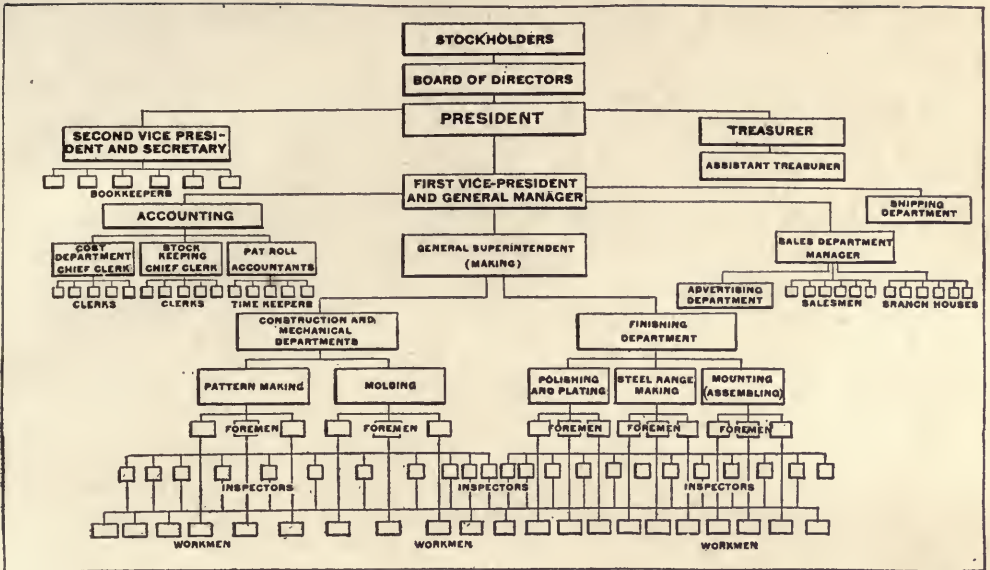 STOCKHOLDERS
BOARD OF DIRECTORS
PRESIDENT
SECOND VICE PRESI-
DENT AND SECRETARY
TREASURER
ASSISTANT TREASURER
BOOKKEEPERS
FIRST VICE-PRESIDENT
AND GENERAL MANAGER
SHIPPING
DEPARTMENT
ACCOUNTING
COST
DEPARTMENT
CHIEF CLERK
STOCK
KEEPING
CHIEF CLERK
PAY ROLL
ACCOUNTANTS
GENERAL SUPERINTENDENT
(MAKING)
SALES DEPARTMENT
MANAGER
CLERKS
CLERKS
TIME KEEPERS
ADVERTISING
DEPARTMENT
SALESMEN
BRANCH HOUSES
CONSTRUCTION AND
MECHANICAL
DEPARTMENTS
FINISHING
DEPARTMENT
PATTERN MAKING
MOLDING
POLISHING
AND PLATING
STEEL RANGE
MAKING
MOUNTING
(ASSEMBLING)
FOREMEN
FOREMEN
FOREMEN
FOREMEN
FOREMEN
INSPECTORS
INSPECTORS
INSPECTORS
WORKMEN
WORKMEN
WORKMEN